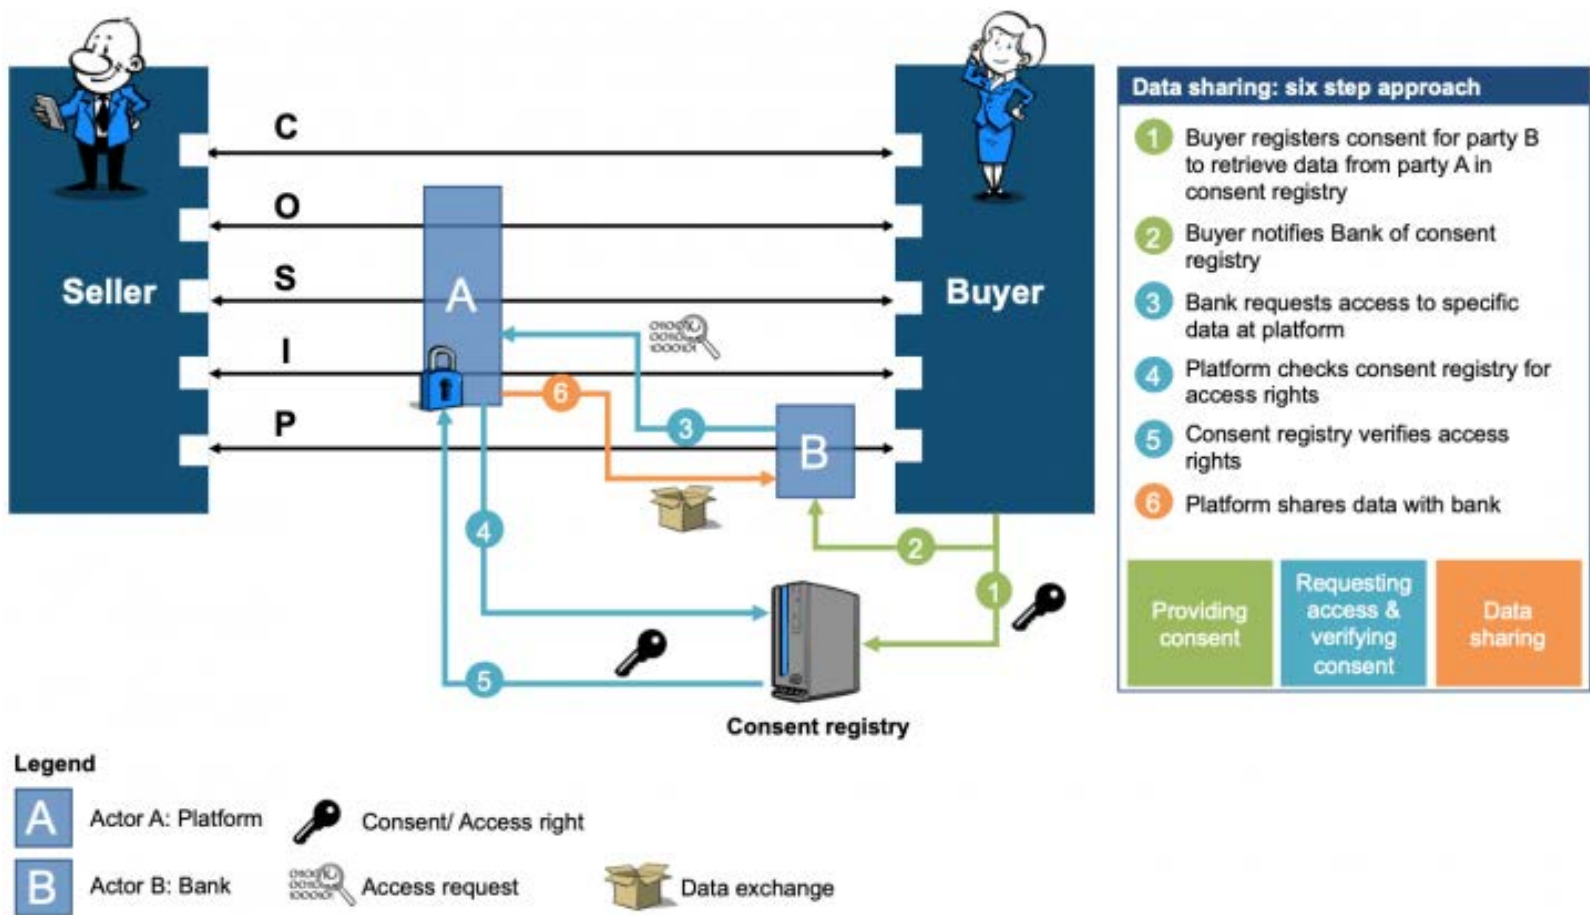 C
O
S
I
P
Seller
Buyer
A
B
010010
001010
1000101
6
3
4
2
1
5
Consent registry
Data sharing: six step approach
1
Buyer registers consent for party B
to retrieve data from party A in
consent registry
2
Buyer notifies Bank of consent
registry
3
Bank requests access to specific
data at platform
4
Platform checks consent registry for
access rights
5
Consent registry verifies access
rights
6
Platform shares data with bank
Providing
consent
Requesting
access &
verifying
consent
Data
sharing
Legend
A
Actor A: Platform
Consent/ Access right
B
Actor B: Bank
Access request
Data exchange